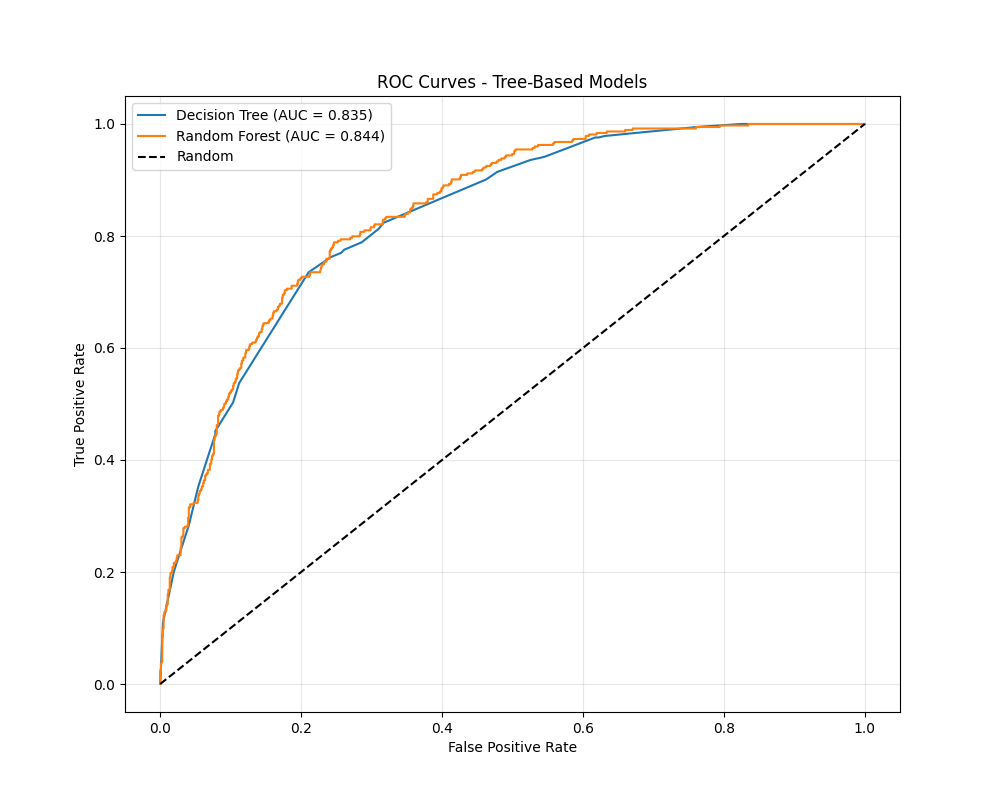 ROC Curves - Tree-Based Models
Decision Tree (AUC = 0.835)
Random Forest (AUC = 0.844)
Random
True Positive Rate
1.0
0.8
0.6
0.4
0.2
0.0
0.0 0.2 0.4 0.6 0.8 1.0
False Positive Rate